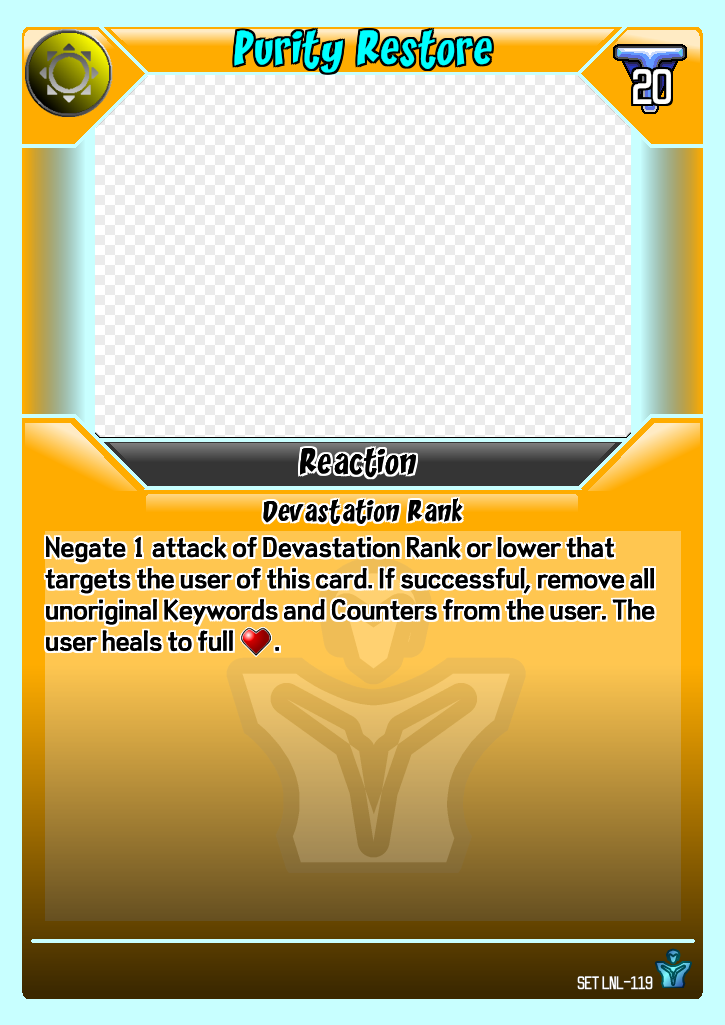 Purity Restore
20
Reaction
Devastation Rank
Negate 1 attack of Devastation Rank or lower that
targets the user of this card. If successful, remove all
unoriginal Keywords and Counters from the user. The
user heals to full ❤.
SET LNL-119